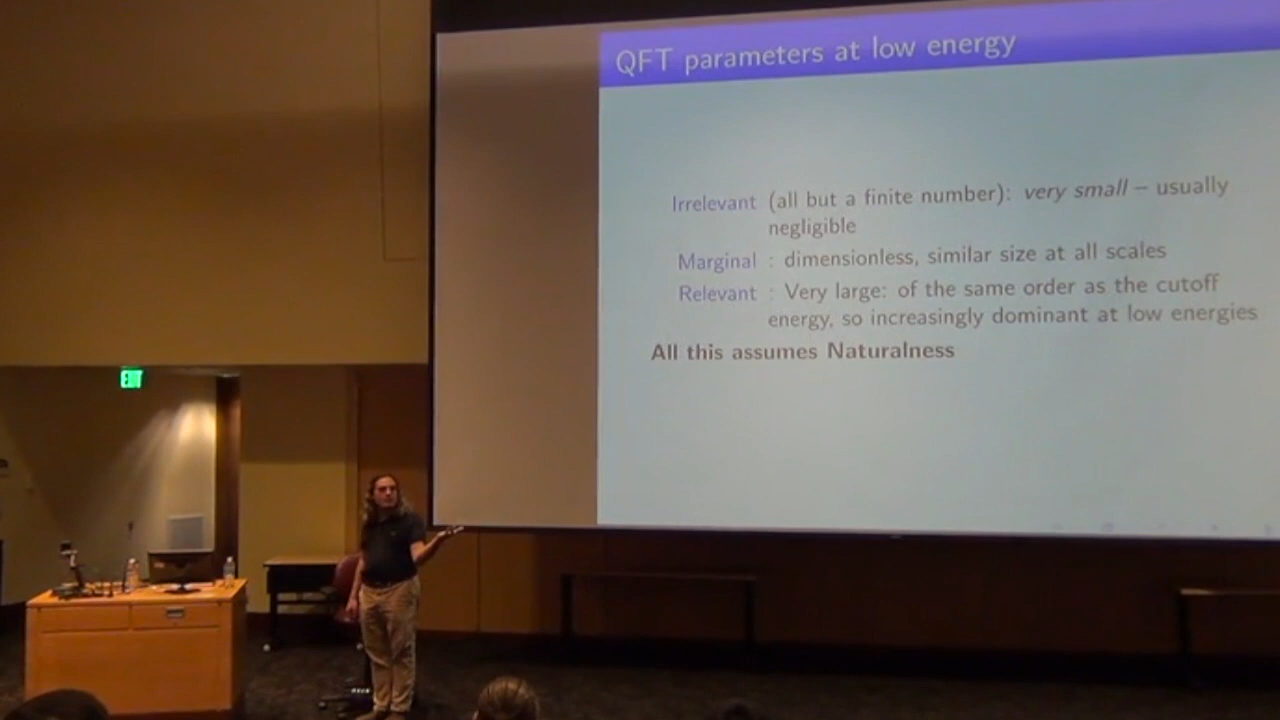 QFT parameters at low energy
Irrelevant (all but a finite number): very small – usually
negligible
Marginal : dimensionless, similar size at all scales
Relevant : Very large: of the same order as the cutoff
energy, so increasingly dominant at low energies
All this assumes Naturalness
EXIT